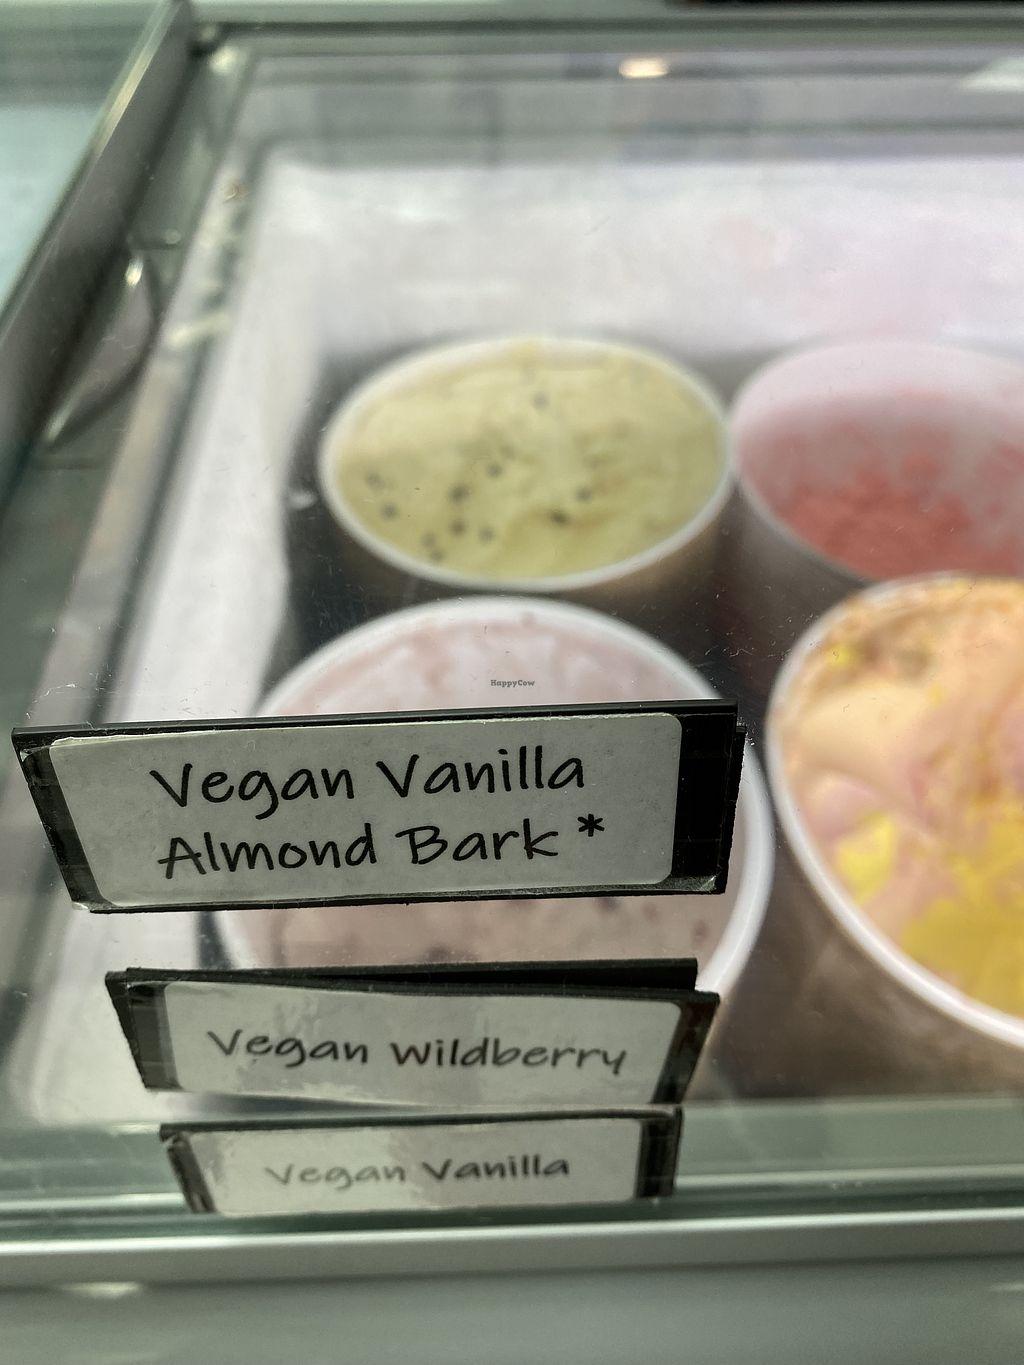 HappyCow
Vegan Vanilla
Almond Bark *
Vegan Wildberry
Vegan Vanilla